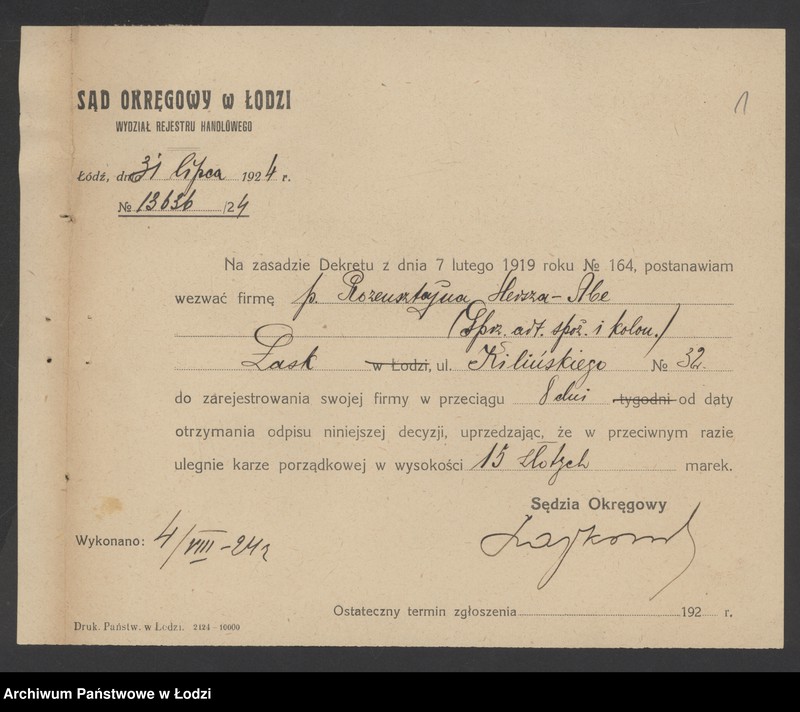 SĄD OKRĘGOWY w ŁODZI
1
WYDZIAŁ REJESTRU HANDLOWEGO
Łódź, dnia 31 lipca 1924 r.
№ 13636/24
Na zasadzie Dekretu z dnia 7 lutego 1919 roku № 164, postanawiam
wezwać firmę p. Rozensztajna Hersza-Abe
(Sprz. art. spoż. i kolon.)
Łask w Łodzi, ul. Kilińskiego № 32
do zarejestrowania swojej firmy w przeciągu 8 dni tygodni od daty
otrzymania odpisu niniejszej decyzji, uprzedzając, że w przeciwnym razie
ulegnie karze porządkowej w wysokości 15 złotych marek.
Sędzia Okręgowy
Wykonano: 4/VIII-24 r
Ostateczny termin zgłoszenia 192 r.
Druk. Państw. w Łodzi. 2124 - 10000
Archiwum Państwowe w Łodzi